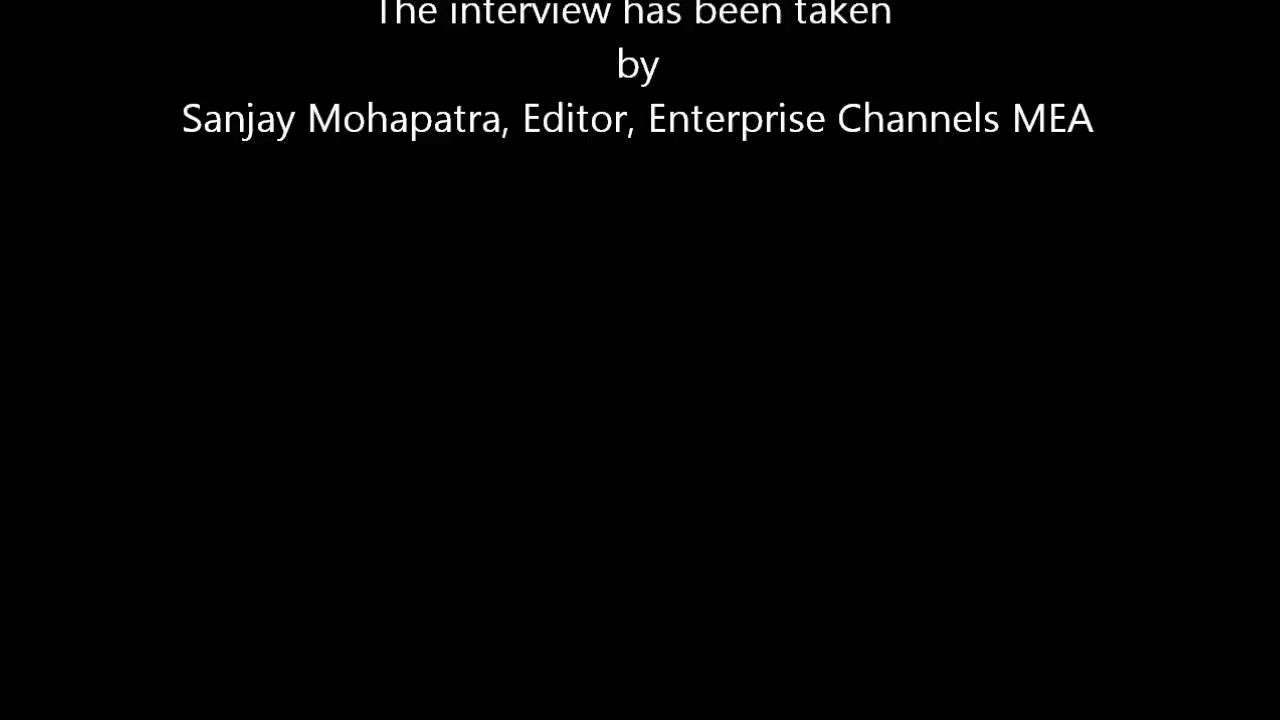 The interview has been taken
by
Sanjay Mohapatra, Editor, Enterprise Channels MEA